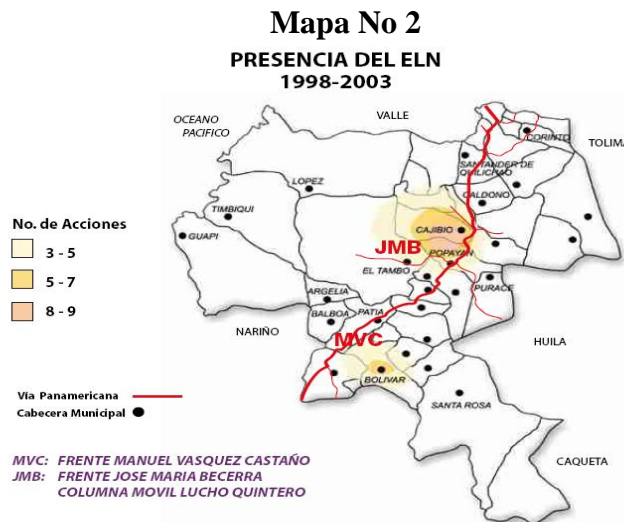 Mapa No 2
PRESENCIA DEL ELN
1998-2003
OCEANO
PACIFICO
VALLE
TOLIMA
CORINTO
SANTANDER DE
QUILICHAO
CALDONO
LOPEZ
TIMBIQUI
GUAPI
No. de Acciones
3 - 5
5 - 7
8 - 9
CAJIBIO
JMB
POPAYAN
EL TAMBO
PURACE
ARGELIA
BALBOA
PATIA
NARIÑO
MVC
HUILA
BOLIVAR
SANTA ROSA
Vía Panamericana
Cabecera Municipal
CAQUETA
MVC: FRENTE MANUEL VASQUEZ CASTAÑO
JMB: FRENTE JOSE MARIA BECERRA
COLUMNA MOVIL LUCHO QUINTERO